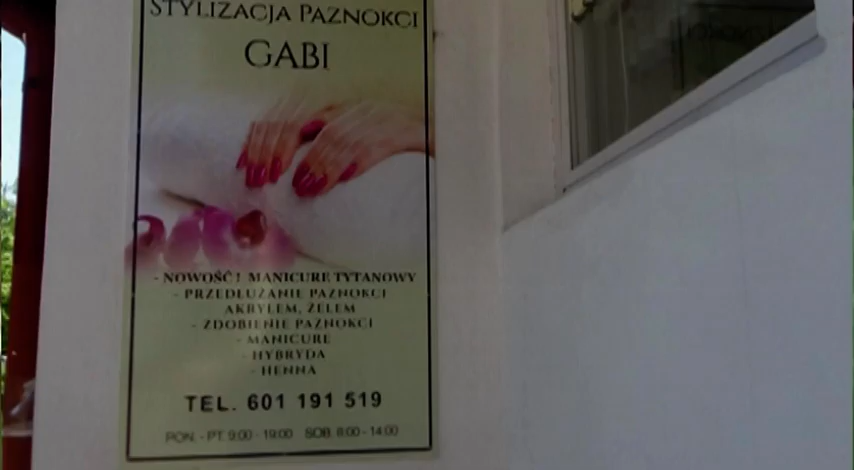 STYLIZACJA PAZNOKCI
GABI
- NOWOŚĆ! MANICURE TYTANOWY
- PRZEDŁUŻANIE PAZNOKCI
AKRYLEM, ŻELEM
- ZDOBIENIE PAZNOKCI
- MANICURE
- HYBRYDA
- HENNA
TEL. 601 191 519
PON. - PT. 9:00 - 19:00 SOB. 8:00 - 14:00